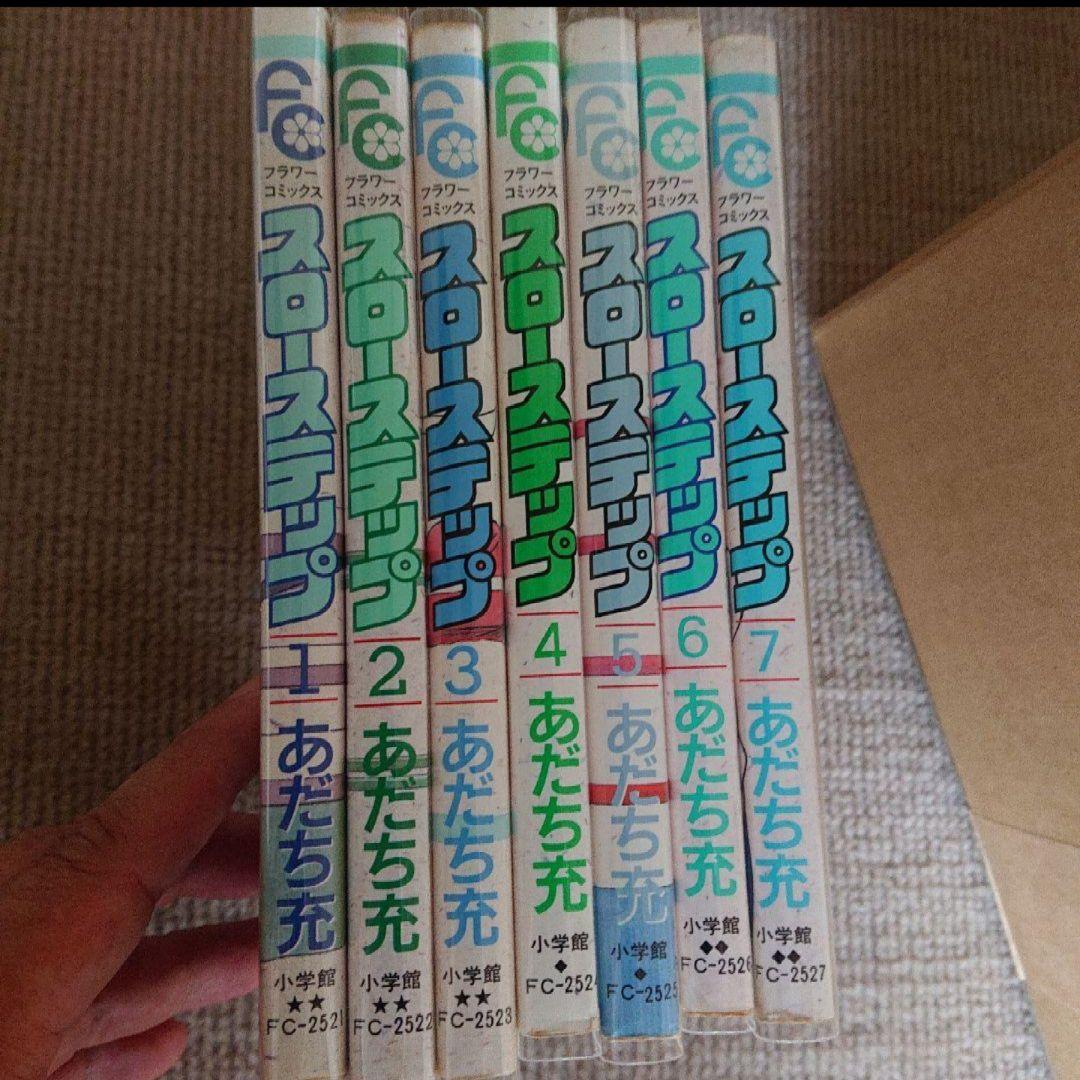 FC
フラワー
コミックス
スローステップ
1
あだち充
小学館
★★
FC-2521
FC
フラワー
コミックス
スローステップ
2
あだち充
小学館
★★
FC-2522
FC
フラワー
コミックス
スローステップ
3
あだち充
小学館
★★
FC-2523
FC
フラワー
コミックス
スローステップ
4
あだち充
小学館
◆
FC-2524
FC
フラワー
コミックス
スローステップ
5
あだち充
小学館
◆
FC-2525
FC
フラワー
コミックス
スローステップ
6
あだち充
小学館
◆◆
FC-2526
FC
フラワー
コミックス
スローステップ
7
あだち充
小学館
◆◆
FC-2527